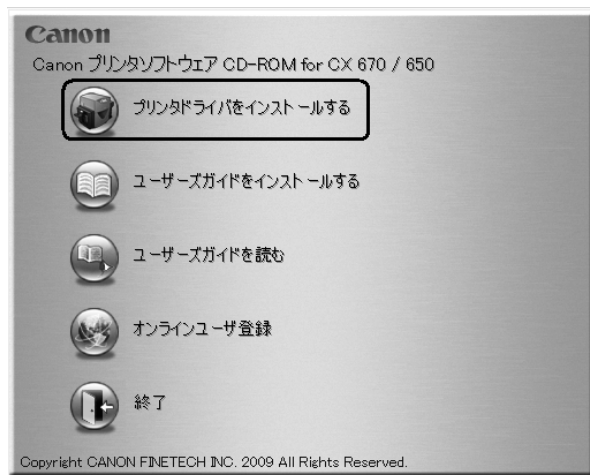 Canon
Canon プリンタソフトウェア CD-ROM for CX 670 / 650
プリンタドライバをインストールする
ユーザーズガイドをインストールする
ユーザーズガイドを読む
オンラインユーザ登録
終了
Copyright CANON FINETECH INC. 2009 All Rights Reserved.